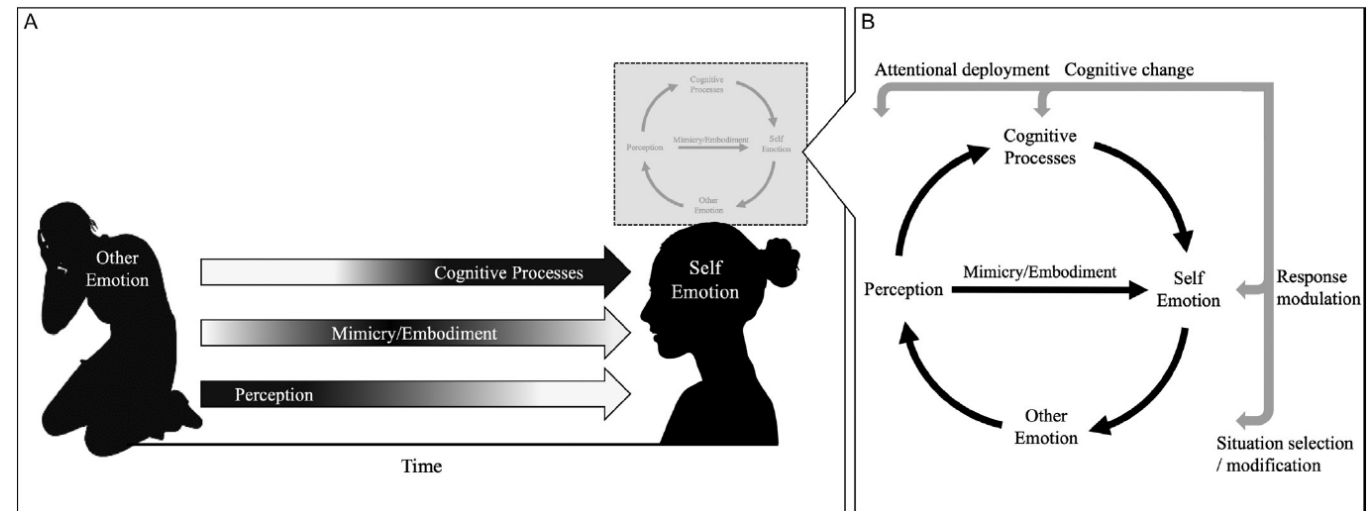 A
Cognitive
Processes
Mimicry/Embodiment
Perception
Self
Emotion
Other
Emotion
Other
Emotion
Cognitive Processes
Self
Emotion
Mimicry/Embodiment
Perception
Time
B
Attentional deployment
Cognitive change
Cognitive
Processes
Mimicry/Embodiment
Perception
Self
Emotion
Response
modulation
Other
Emotion
Situation selection
/ modification